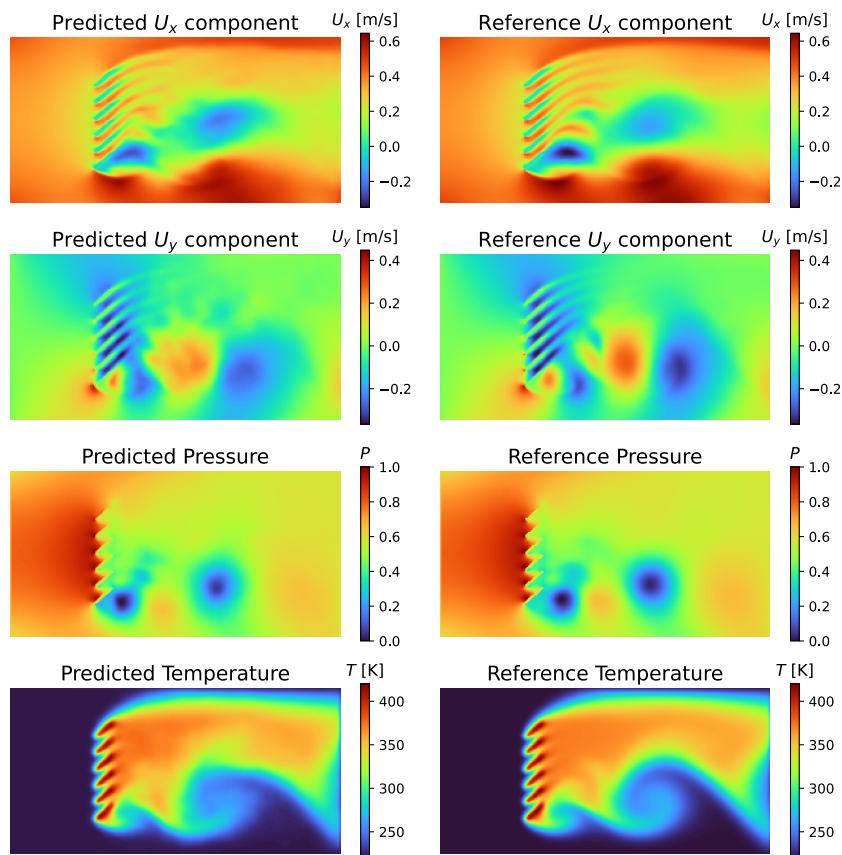 Predicted Uₓ component
Uₓ [m/s]
Reference Uₓ component
Uₓ [m/s]
0.6
0.4
0.2
0.0
−0.2
0.6
0.4
0.2
0.0
−0.2
Predicted U_y component
U_y [m/s]
Reference U_y component
U_y [m/s]
0.4
0.2
0.0
−0.2
0.4
0.2
0.0
−0.2
Predicted Pressure
P
Reference Pressure
P
1.0
0.8
0.6
0.4
0.2
0.0
1.0
0.8
0.6
0.4
0.2
0.0
Predicted Temperature
T [K]
Reference Temperature
T [K]
400
350
300
250
400
350
300
250